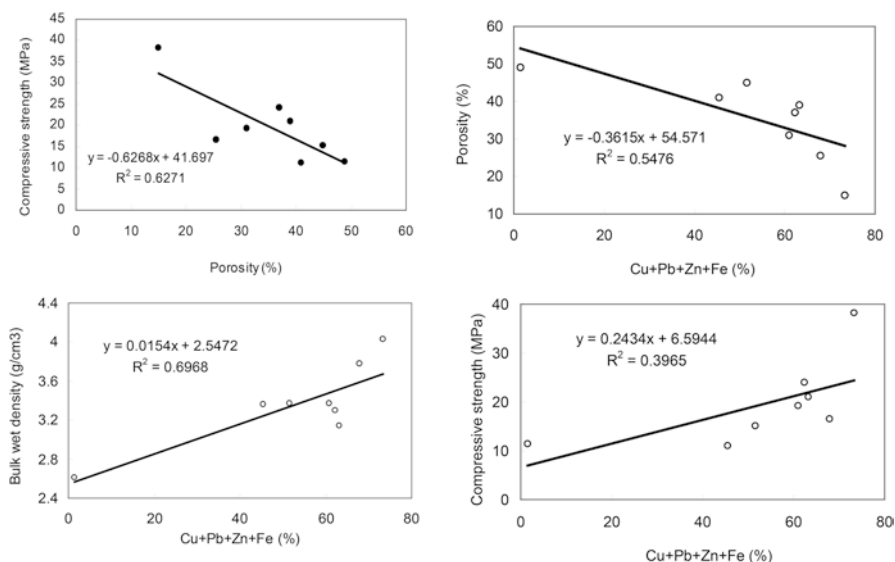 45
40
35
30
25
20
15
10
5
0
Compressive strength (MPa)
y = -0.6268x + 41.697
R² = 0.6271
0 10 20 30 40 50 60
Porosity (%)
60
50
40
30
20
10
Porosity (%)
y = -0.3615x + 54.571
R² = 0.5476
0 20 40 60 80
Cu+Pb+Zn+Fe (%)
4.4
4
3.6
3.2
2.8
2.4
Bulk wet density (g/cm3)
y = 0.0154x + 2.5472
R² = 0.6968
0 20 40 60 80
Cu+Pb+Zn+Fe (%)
40
30
20
10
0
Compressive strength (MPa)
y = 0.2434x + 6.5944
R² = 0.3965
0 20 40 60 800
Cu+Pb+Zn+Fe (%)